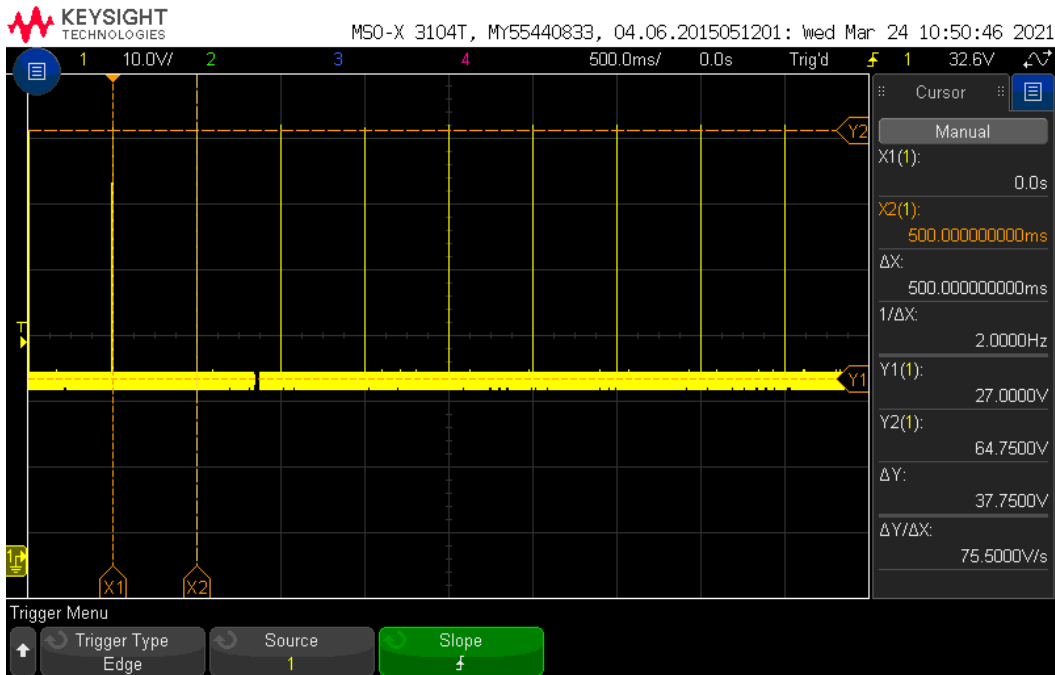 KEYSIGHT
TECHNOLOGIES
MSO-X 3104T, MY55440833, 04.06.2015051201: Wed Mar 24 10:50:46 2021
1 10.0V/ 2 3 4 500.0ms/ 0.0s Trig'd 1 32.6V
Cursor
Manual
X1(1):
0.0s
X2(1):
500.000000000ms
ΔX:
500.000000000ms
1/ΔX:
2.0000Hz
Y1(1):
27.0000V
Y2(1):
64.7500V
ΔY:
37.7500V
ΔY/ΔX:
75.5000V/s
Y2
T
Y1
1
X1 X2
Trigger Menu
Trigger Type Source Slope
Edge 1